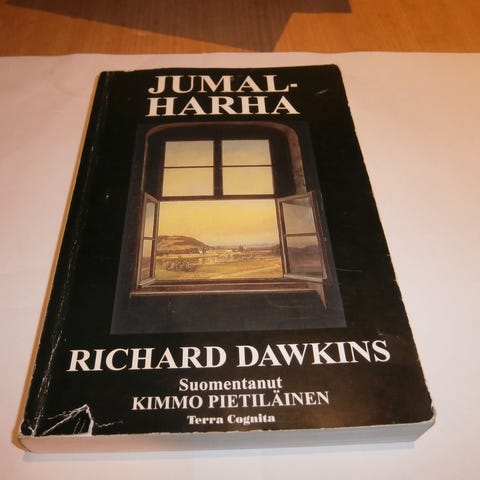 JUMAL-
HARHA
RICHARD DAWKINS
Suomentanut
KIMMO PIETILÄINEN
Terra Cognita